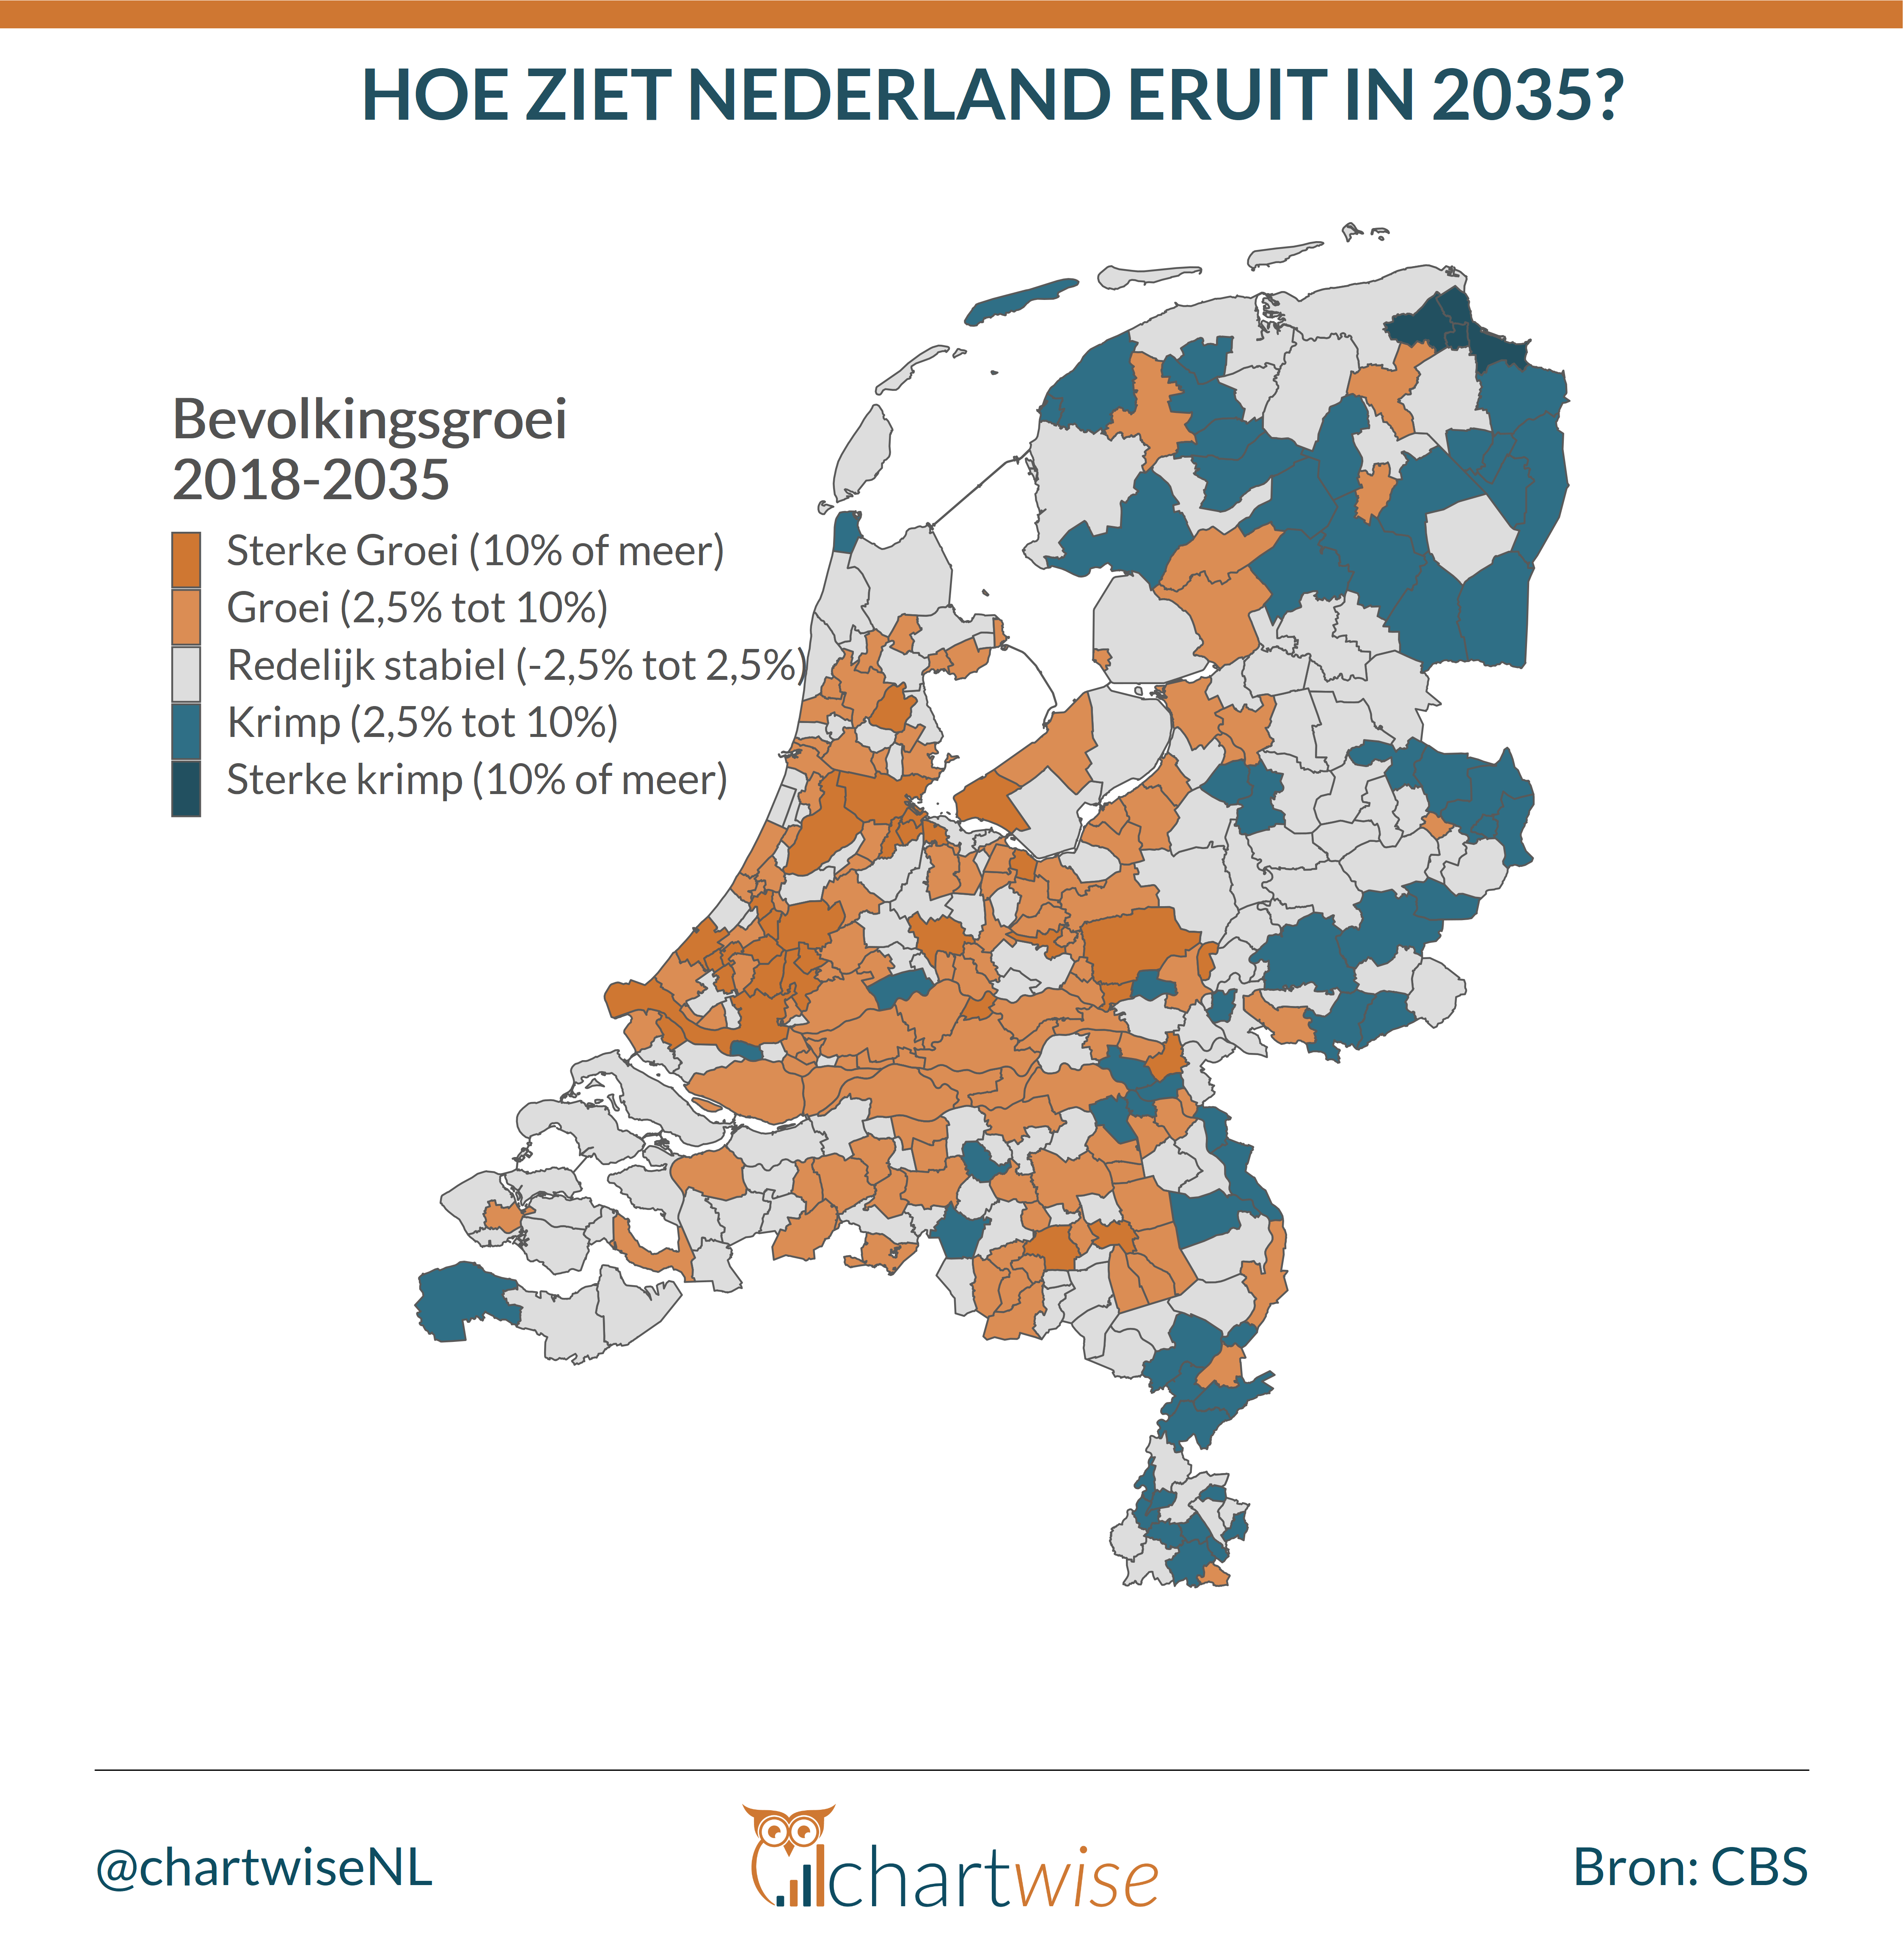 HOE ZIET NEDERLAND ERUIT IN 2035?
Bevolkingsgroei
2018-2035
Sterke Groei (10% of meer)
Groei (2,5% tot 10%)
Redelijk stabiel (-2,5% tot 2,5%)
Krimp (2,5% tot 10%)
Sterke krimp (10% of meer)
@chartwiseNL
chartwise
Bron: CBS